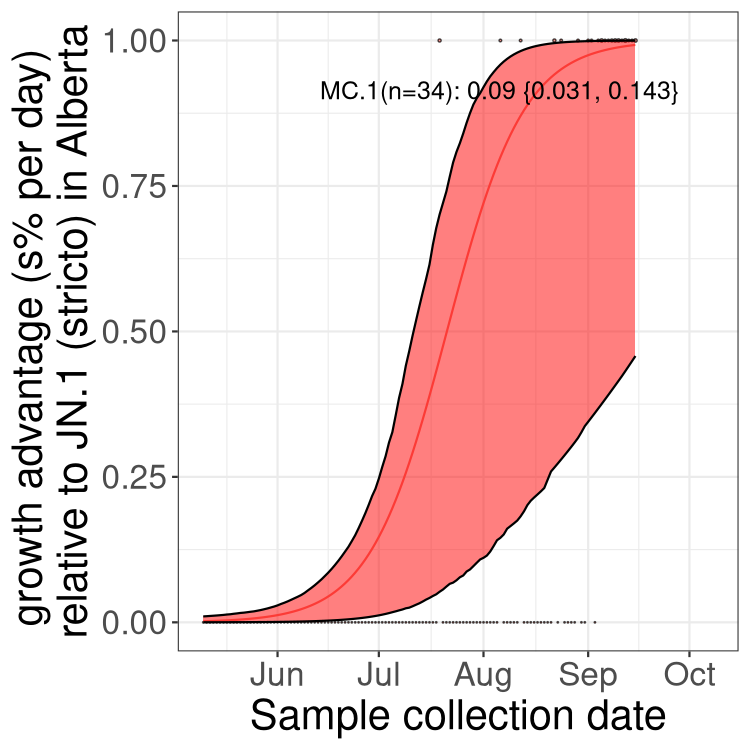 growth advantage (s% per day)
relative to JN.1 (stricto) in Alberta
1.00
0.75
0.50
0.25
0.00
MC.1(n=34): 0.09 {0.031, 0.143}
Jun Jul Aug Sep Oct
Sample collection date